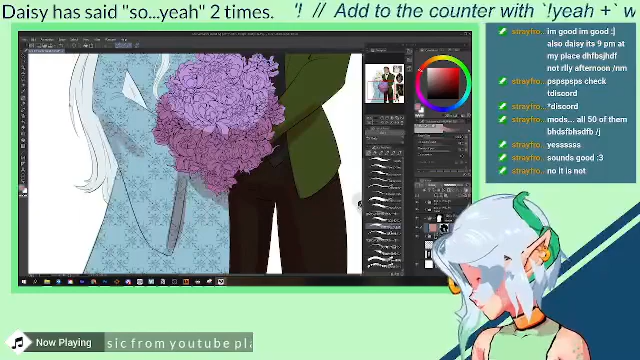 Daisy has said "so...yeah" 2 times.
'! // Add to the counter with `!yeah +` w
strayfro.. im good im good :]
also daisy its 9 pm at
my place dhfbsjhdf
not rlly afternoon /nm
strayfro.. pspspsps check
tdiscord
strayfro.. *discord
strayfro.. mods... all 50 of them
bhdsfbhsdfb /j
strayfro.. yessssss
strayfro.. sounds good :3
strayfro.. no it is not
Now Playing
sic from youtube pla